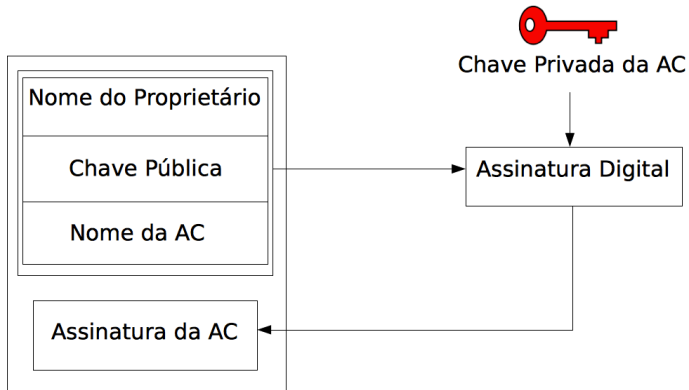 Chave Privada da AC
Nome do Proprietário
Chave Pública
Assinatura Digital
Nome da AC
Assinatura da AC